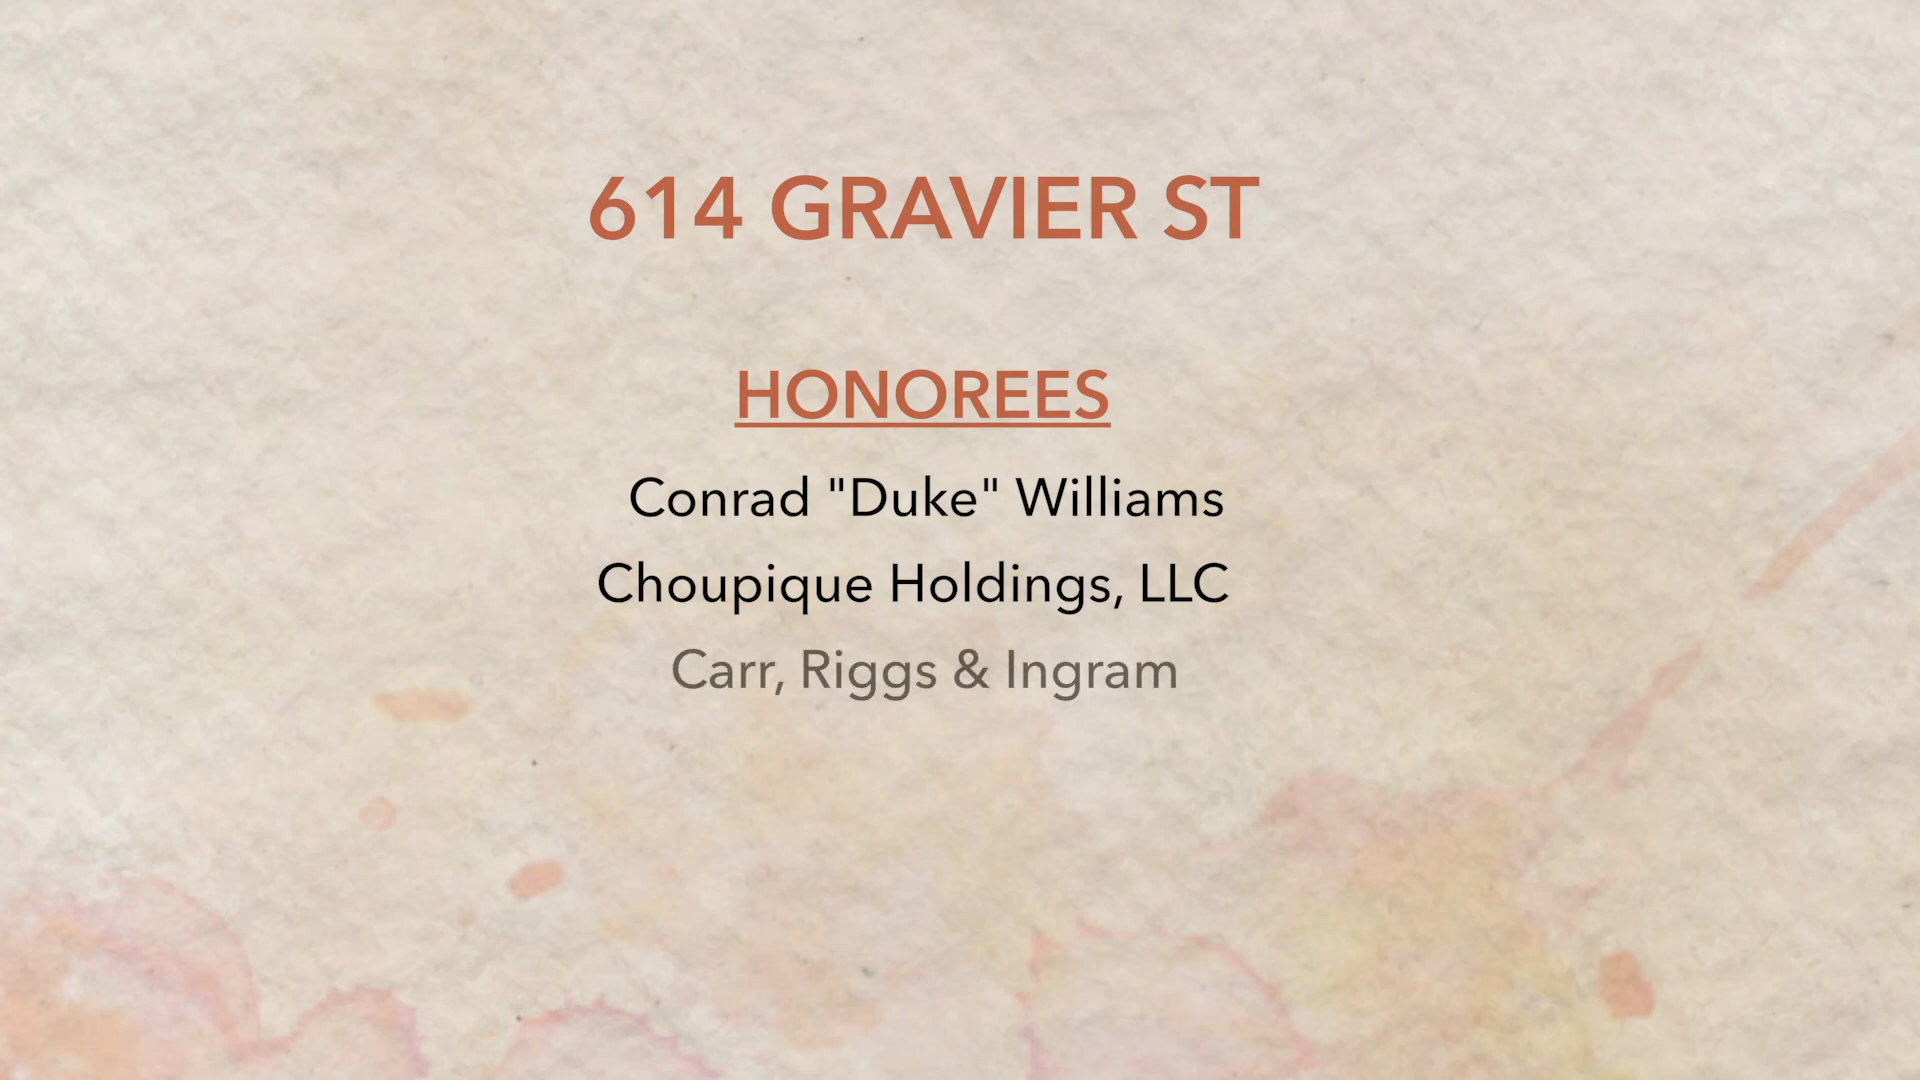 614 GRAVIER ST
HONOREES
Conrad "Duke" Williams
Choupique Holdings, LLC
Carr, Riggs & Ingram